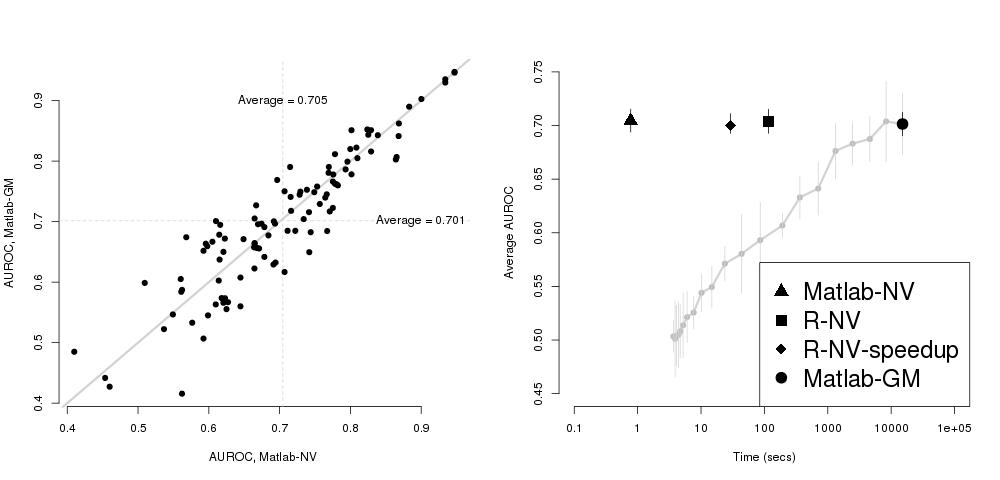 AUROC, Matlab-GM
0.9
0.8
0.7
0.6
0.5
0.4
Average = 0.705
Average = 0.701
0.4 0.5 0.6 0.7 0.8 0.9
AUROC, Matlab-NV
Average AUROC
0.75
0.70
0.65
0.60
0.55
0.50
0.45
Matlab-NV
R-NV
R-NV-speedup
Matlab-GM
0.1 1 10 100 1000 10000 1e+05
Time (secs)